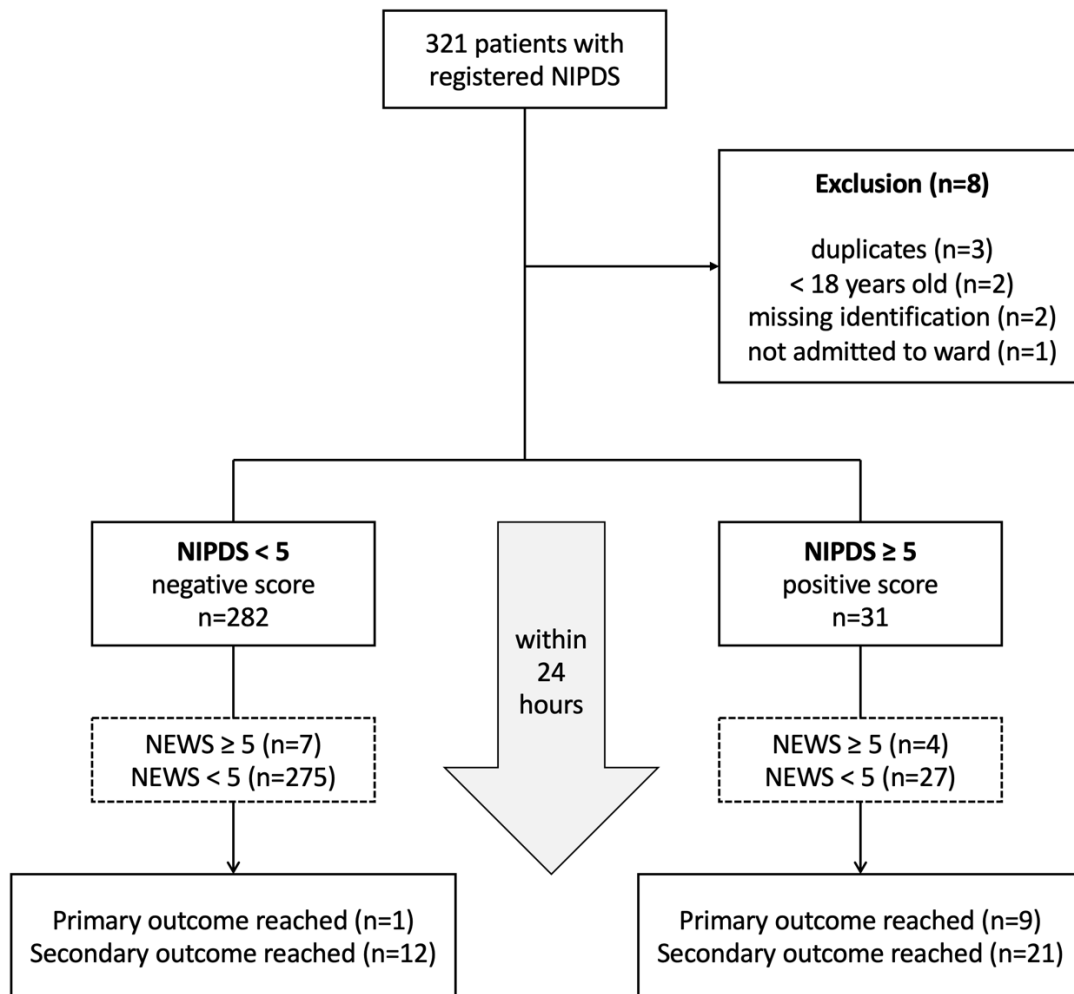 321 patients with
registered NIPDS
Exclusion (n=8)
duplicates (n=3)
< 18 years old (n=2)
missing identification (n=2)
not admitted to ward (n=1)
NIPDS < 5
negative score
n=282
NIPDS ≥ 5
positive score
n=31
within
24
hours
NEWS ≥ 5 (n=7)
NEWS < 5 (n=275)
NEWS ≥ 5 (n=4)
NEWS < 5 (n=27)
Primary outcome reached (n=1)
Secondary outcome reached (n=12)
Primary outcome reached (n=9)
Secondary outcome reached (n=21)